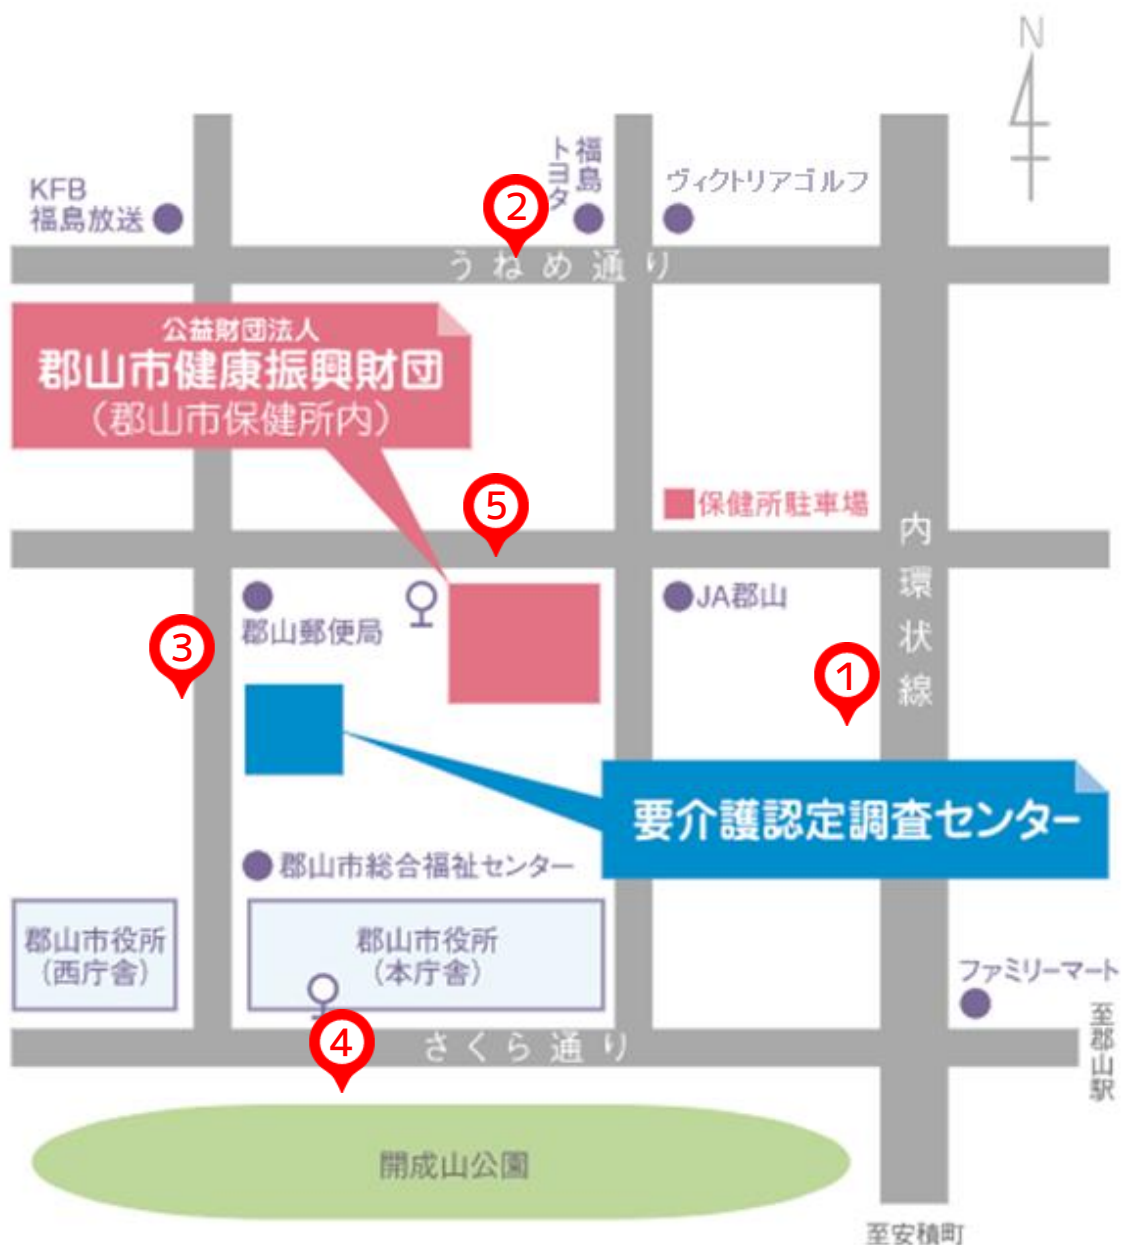 N
KFB
福島放送
福島
トヨタ
ヴィクトリアゴルフ
2
うねめ通り
公益財団法人
郡山市健康振興財団
(郡山市保健所内)
5
保健所駐車場
内環状線
郡山郵便局
JA郡山
3
1
要介護認定調査センター
郡山市総合福祉センター
郡山市役所
(西庁舎)
郡山市役所
(本庁舎)
ファミリーマート
4
さくら通り
至郡山駅
開成山公園
至安積町